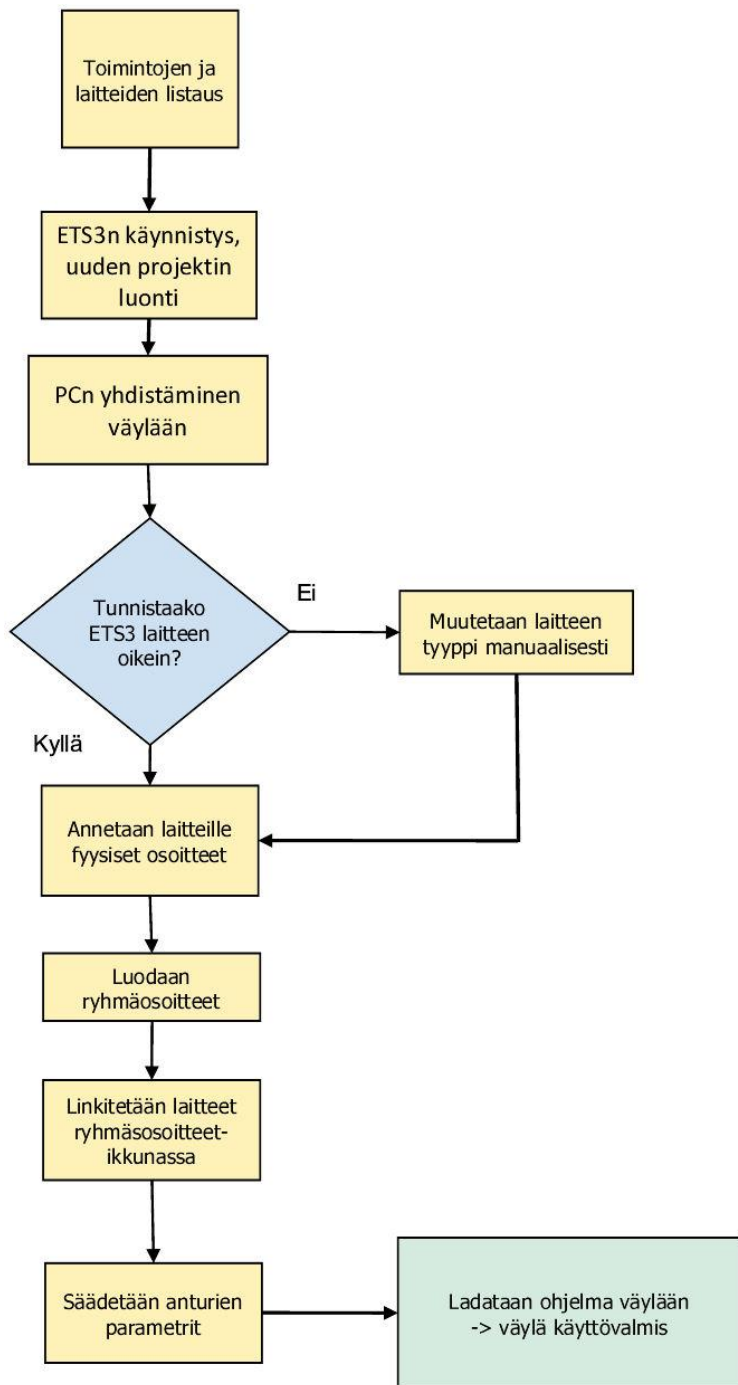 Toimintojen ja
laitteiden listaus
ETS3n käynnistys,
uuden projektin
luonti
PCn yhdistäminen
väylään
Tunnistaako
ETS3 laitteen
oikein?
Ei
Muutetaan laitteen
tyyppi manuaalisesti
Kyllä
Annetaan laitteille
fyysiset osoitteet
Luodaan
ryhmäosoitteet
Linkitetään laitteet
ryhmäsosoitteet-
ikkunassa
Säädetään anturien
parametrit
Ladataan ohjelma väylään
-> väylä käyttövalmis